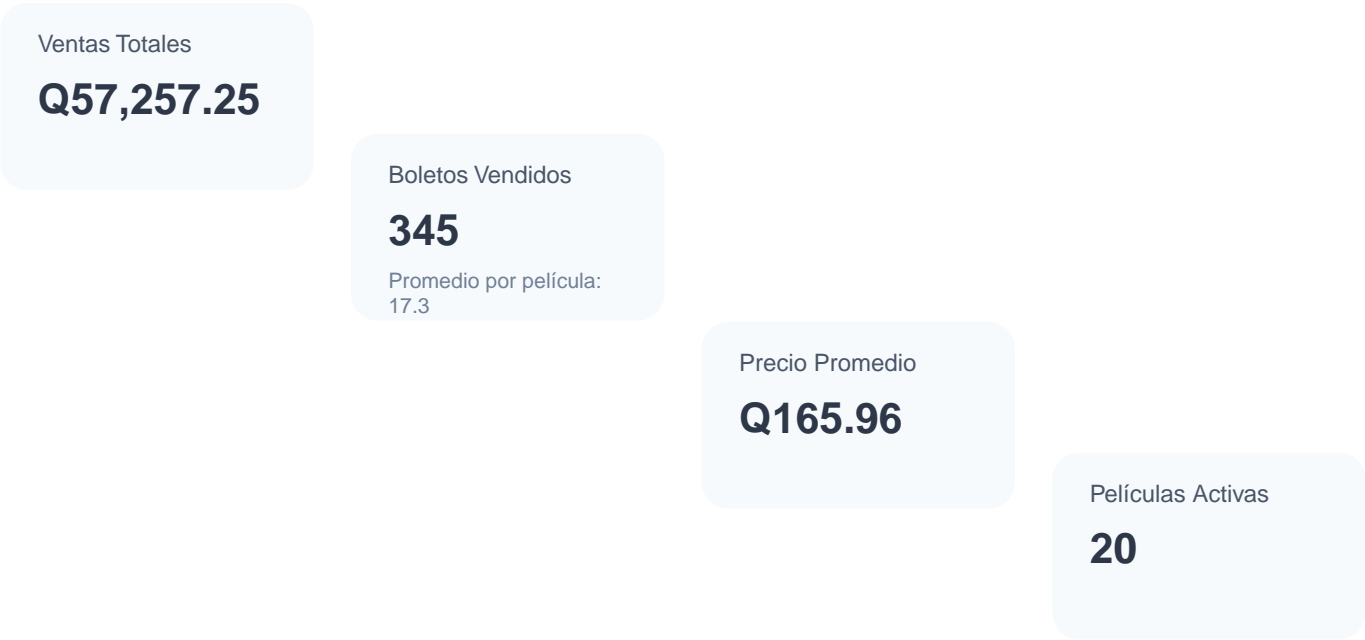 Ventas Totales
Q57,257.25
Boletos Vendidos
345
Promedio por película:
17.3
Precio Promedio
Q165.96
Películas Activas
20